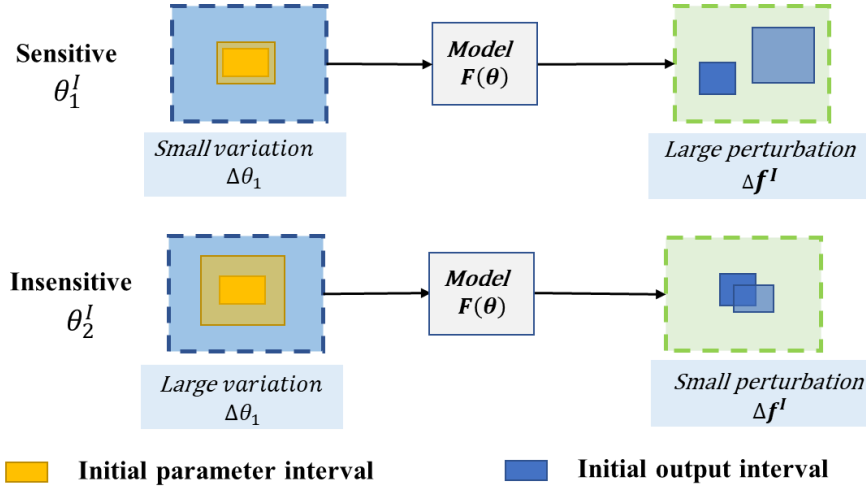 Sensitive
θ₁ᴵ
Model
F(θ)
Small variation
Δθ₁
Large perturbation
Δfᴵ
Insensitive
θ₂ᴵ
Model
F(θ)
Large variation
Δθ₁
Small perturbation
Δfᴵ
Initial parameter interval
Initial output interval